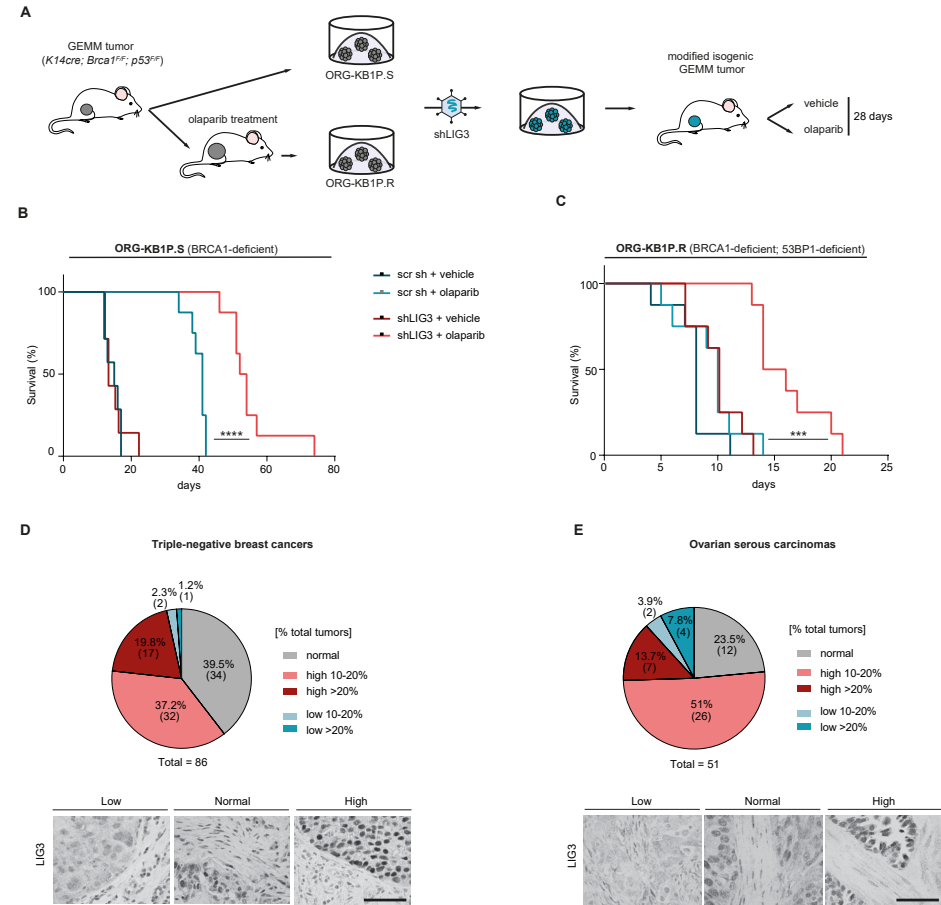 A
GEMM tumor
(K14cre; Brca1F/F; p53F/F)
olaparib treatment
ORG-KB1P.S
ORG-KB1P.R
shLIG3
modified isogenic
GEMM tumor
vehicle
olaparib
28 days
B
ORG-KB1P.S (BRCA1-deficient)
Survival (%)
100
50
0
0
20
40
60
80
days
****
scr sh + vehicle
scr sh + olaparib
shLIG3 + vehicle
shLIG3 + olaparib
C
ORG-KB1P.R (BRCA1-deficient; 53BP1-deficient)
Survival (%)
100
50
0
0
5
10
15
20
25
days
***
D
Triple-negative breast cancers
2.3%
(2)
1.2%
(1)
19.8%
(17)
39.5%
(34)
37.2%
(32)
Total = 86
[% total tumors]
normal
high 10-20%
high >20%
low 10-20%
low >20%
Low
Normal
High
LIG3
E
Ovarian serous carcinomas
3.9%
(2)
7.8%
(4)
23.5%
(12)
13.7%
(7)
51%
(26)
Total = 51
[% total tumors]
normal
high 10-20%
high >20%
low 10-20%
low >20%
Low
Normal
High
LIG3